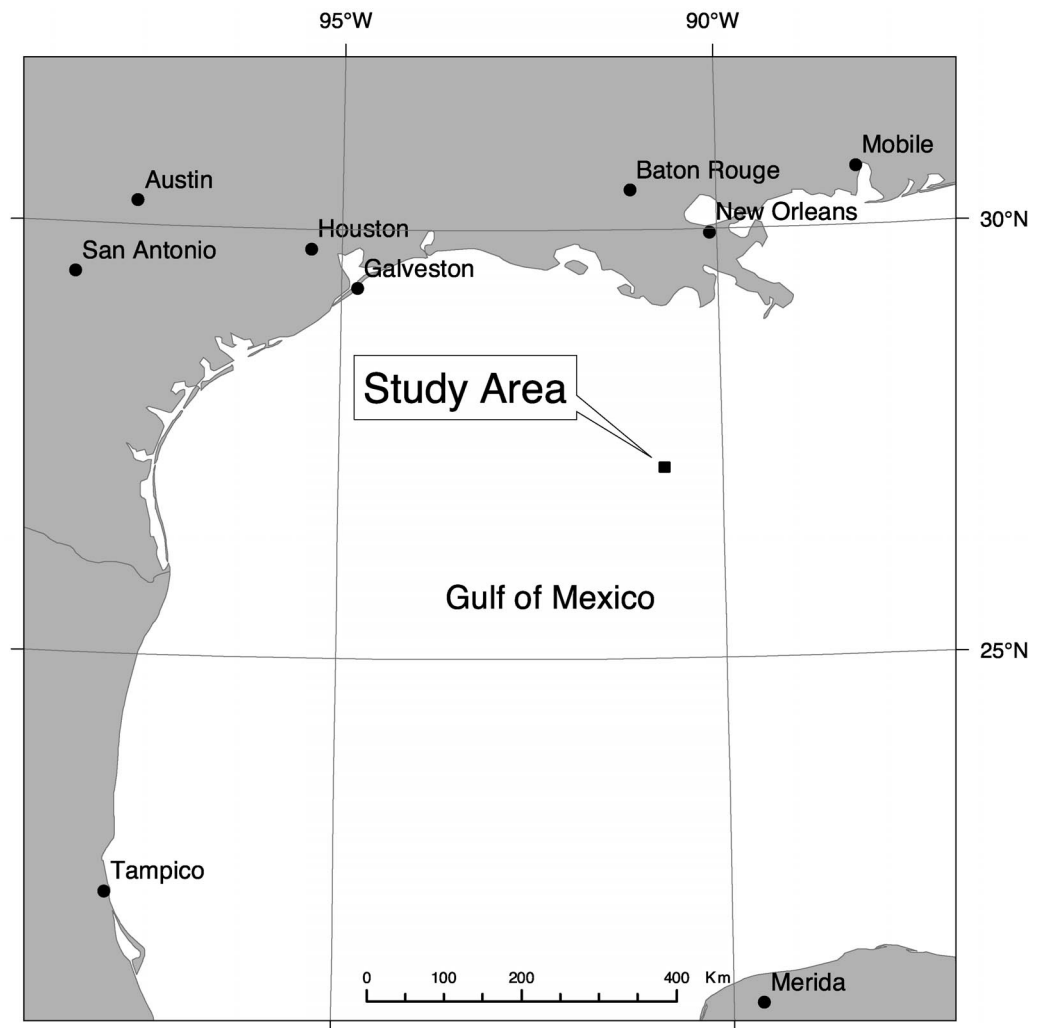 95°W
90°W
Mobile
Baton Rouge
Austin
New Orleans
30°N
Houston
San Antonio
Galveston
Study Area
Gulf of Mexico
25°N
Tampico
0 100 200 400 Km
Merida